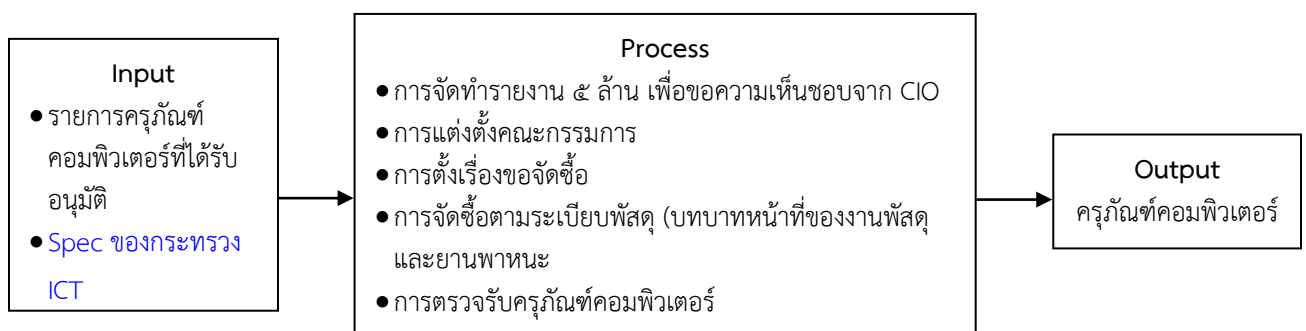 Input
● รายการครุภัณฑ์
คอมพิวเตอร์ที่ได้รับ
อนุมัติ
● Spec ของกระทรวง
ICT
Process
● การจัดทำรายงาน ๕ ล้าน เพื่อขอความเห็นชอบจาก CIO
● การแต่งตั้งคณะกรรมการ
● การตั้งเรื่องขอจัดซื้อ
● การจัดซื้อตามระเบียบพัสดุ (บทบาทหน้าที่ของงานพัสดุ
และยานพาหนะ
● การตรวจรับครุภัณฑ์คอมพิวเตอร์
Output
ครุภัณฑ์คอมพิวเตอร์